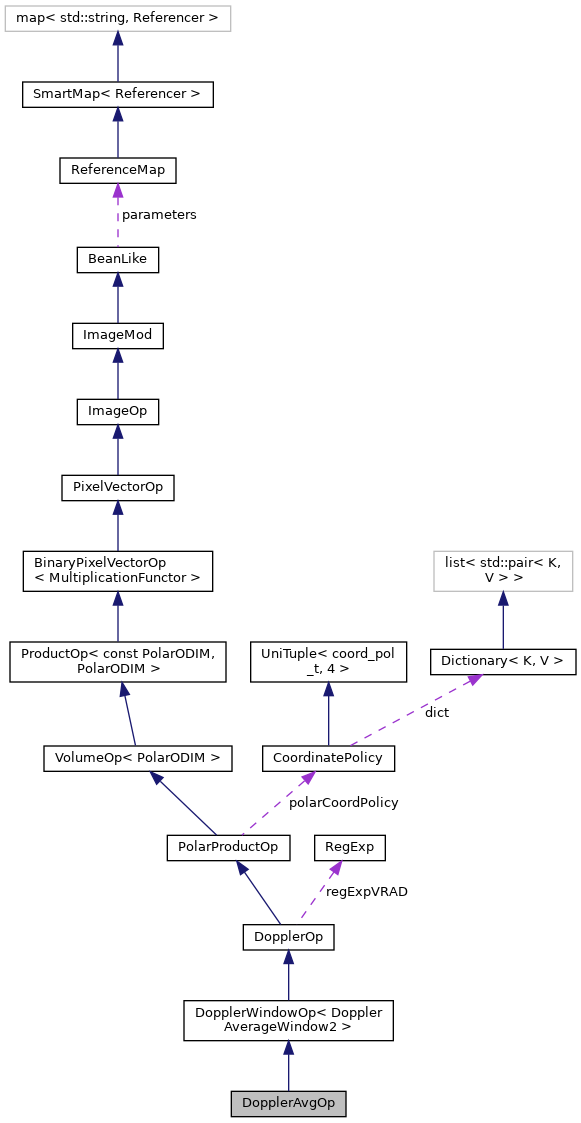 map< std::string, Referencer >
SmartMap< Referencer >
ReferenceMap
parameters
BeanLike
ImageMod
ImageOp
PixelVectorOp
BinaryPixelVectorOp
< MultiplicationFunctor >
list< std::pair< K,
V > >
ProductOp< const PolarODIM,
PolarODIM >
UniTuple< coord_pol
_t, 4 >
Dictionary< K, V >
dict
VolumeOp< PolarODIM >
CoordinatePolicy
polarCoordPolicy
PolarProductOp
RegExp
regExpVRAD
DopplerOp
DopplerWindowOp< Doppler
AverageWindow2 >
DopplerAvgOp